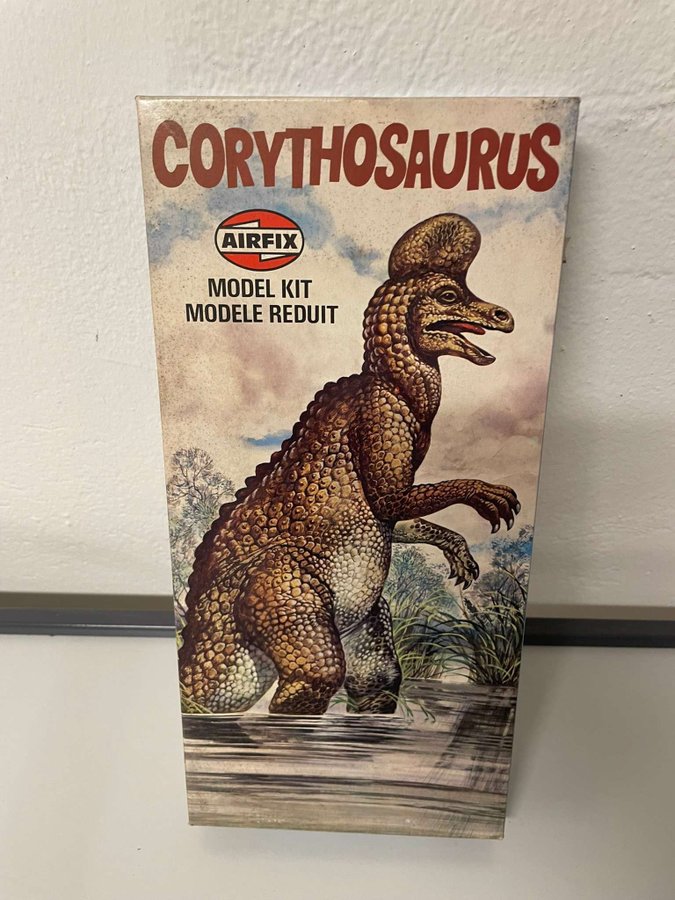 CORYTHOSAURUS
AIRFIX
MODEL KIT
MODELE REDUIT